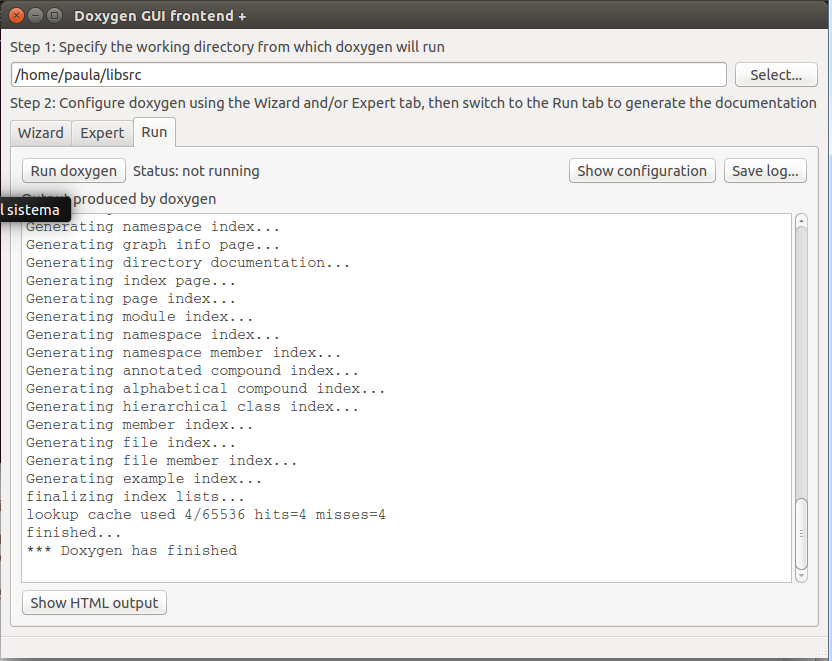 Doxygen GUI frontend +
Step 1: Specify the working directory from which doxygen will run
/home/paula/libsrc
Select...
Step 2: Configure doxygen using the Wizard and/or Expert tab, then switch to the Run tab to generate the documentation
Wizard
Expert
Run
Run doxygen
Status: not running
Show configuration
Save log...
Output produced by doxygen
l sistema
Generating namespace index...
Generating graph info page...
Generating directory documentation...
Generating index page...
Generating page index...
Generating module index...
Generating namespace index...
Generating namespace member index...
Generating annotated compound index...
Generating alphabetical compound index...
Generating hierarchical class index...
Generating member index...
Generating file index...
Generating file member index...
Generating example index...
finalizing index lists...
lookup cache used 4/65536 hits=4 misses=4
finished...
*** Doxygen has finished
Show HTML output